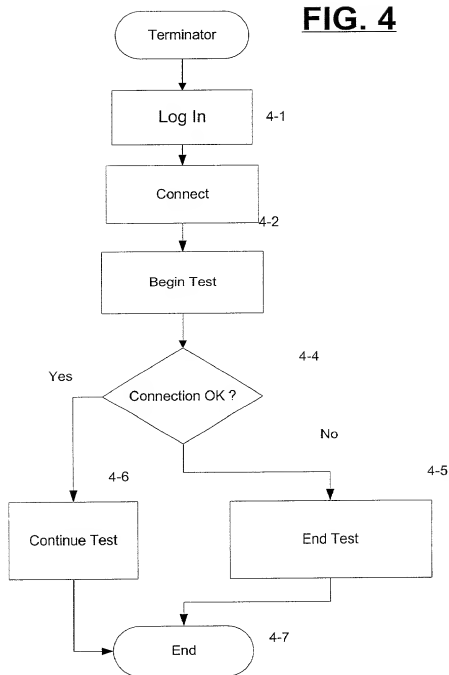 FIG. 4
Terminator
Log In
4-1
Connect
4-2
Begin Test
4-4
Connection OK ?
Yes
No
4-6
4-5
Continue Test
End Test
End
4-7